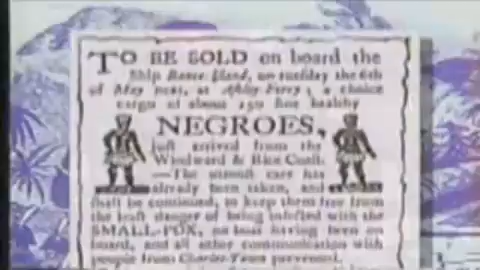 TO BE SOLD on board the
Ship Bance-Island, on tuesday the 6th
of May next, at Ashley-Ferry; a choice
cargo of about 250 fine healthy
NEGROES,
just arrived from the
Windward & Rice Coast.
—The utmost care has
already been taken, and
shall be continued, to keep them free from
the least danger of being infected with the
SMALL-POX, no boat having been on
board, and all other communication with
people from Charles-Town prevented.